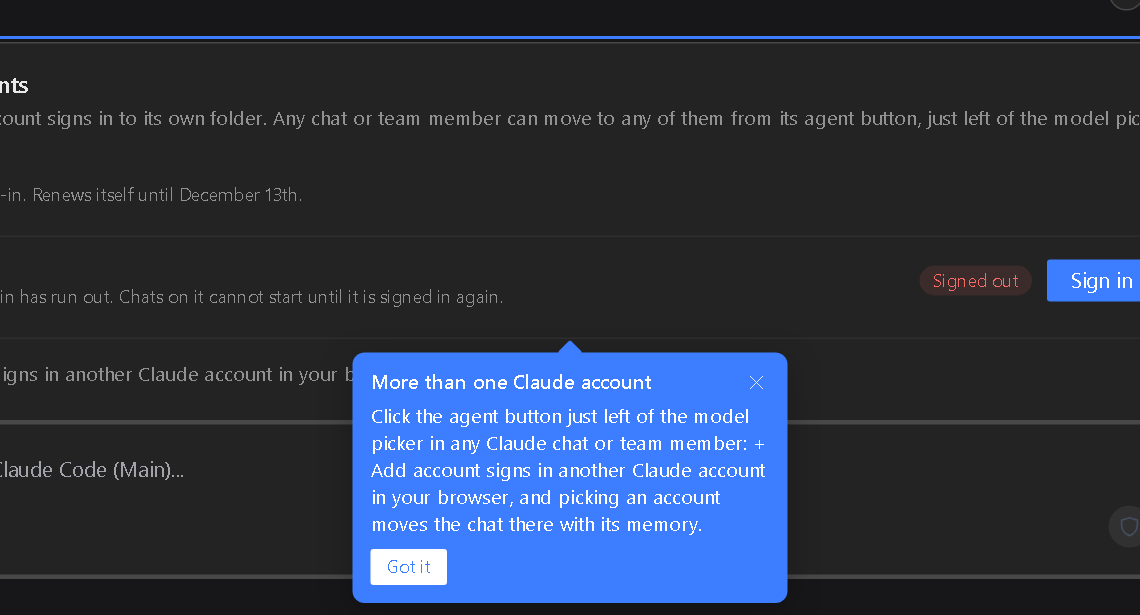 nts
count signs in to its own folder. Any chat or team member can move to any of them from its agent button, just left of the model pic
-in. Renews itself until December 13th.
in has run out. Chats on it cannot start until it is signed in again.
Signed out
Sign in
igns in another Claude account in your b
More than one Claude account
Click the agent button just left of the model
picker in any Claude chat or team member: +
Add account signs in another Claude account
in your browser, and picking an account
moves the chat there with its memory.
Got it
Claude Code (Main)...